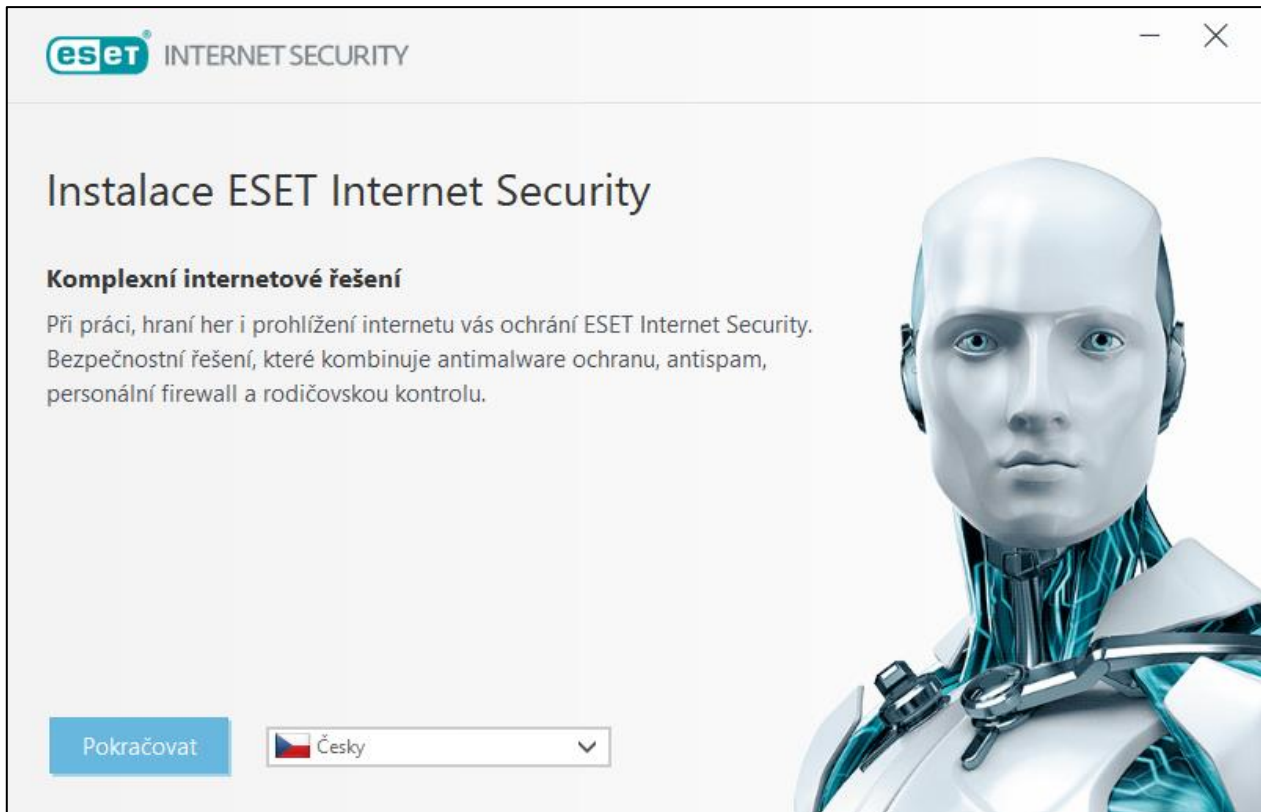 eset® INTERNET SECURITY
Instalace ESET Internet Security
Komplexní internetové řešení
Při práci, hraní her i prohlížení internetu vás ochrání ESET Internet Security.
Bezpečnostní řešení, které kombinuje antimalware ochranu, antispam,
personální firewall a rodičovskou kontrolu.
Pokračovat
Česky